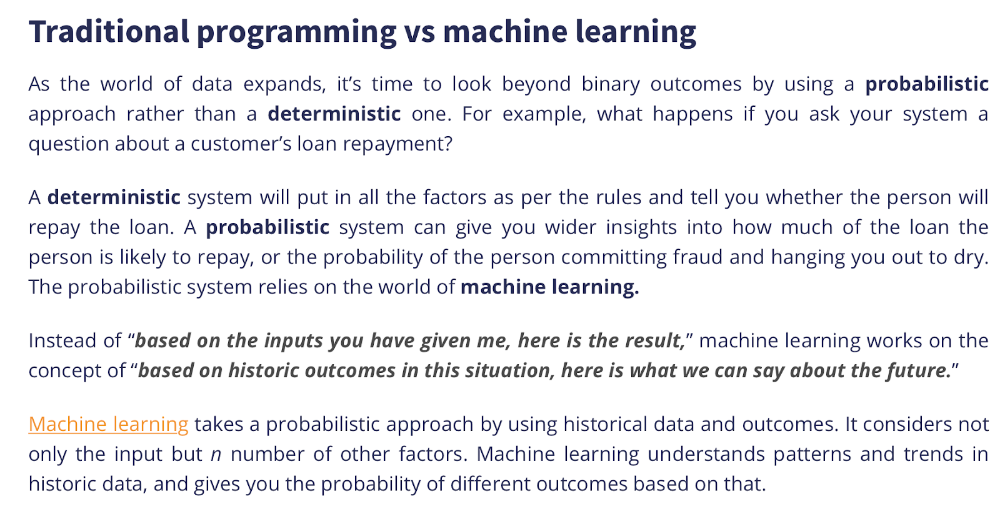 Traditional programming vs machine learning
As the world of data expands, it’s time to look beyond binary outcomes by using a probabilistic
approach rather than a deterministic one. For example, what happens if you ask your system a
question about a customer’s loan repayment?
A deterministic system will put in all the factors as per the rules and tell you whether the person will
repay the loan. A probabilistic system can give you wider insights into how much of the loan the
person is likely to repay, or the probability of the person committing fraud and hanging you out to dry.
The probabilistic system relies on the world of machine learning.
Instead of “based on the inputs you have given me, here is the result,” machine learning works on the
concept of “based on historic outcomes in this situation, here is what we can say about the future.”
Machine learning takes a probabilistic approach by using historical data and outcomes. It considers not
only the input but n number of other factors. Machine learning understands patterns and trends in
historic data, and gives you the probability of different outcomes based on that.